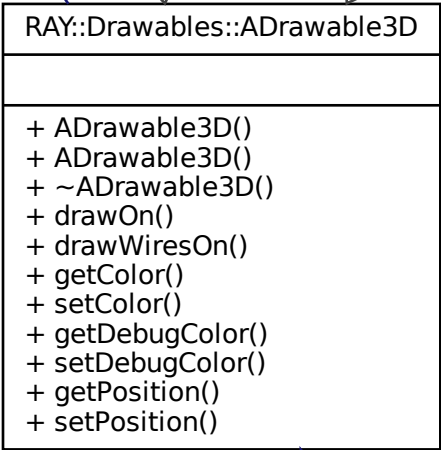 RAY::Drawables::ADrawable3D
+ ADrawable3D()
+ ADrawable3D()
+ ~ADrawable3D()
+ drawOn()
+ drawWiresOn()
+ getColor()
+ setColor()
+ getDebugColor()
+ setDebugColor()
+ getPosition()
+ setPosition()